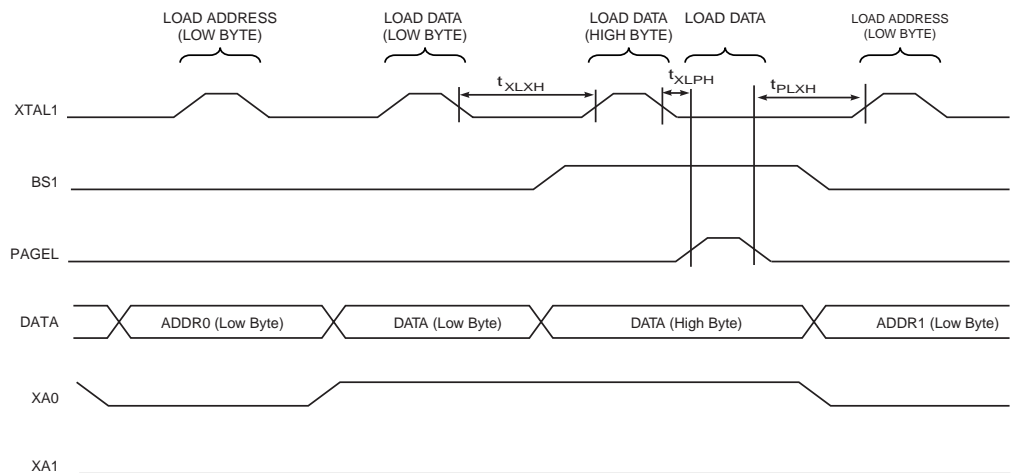 LOAD ADDRESS
(LOW BYTE)
LOAD DATA
(LOW BYTE)
LOAD DATA
(HIGH BYTE)
LOAD DATA
LOAD ADDRESS
(LOW BYTE)
tXLXH
tXLPH
tPLXH
XTAL1
BS1
PAGEL
DATA
ADDR0 (Low Byte)
DATA (Low Byte)
DATA (High Byte)
ADDR1 (Low Byte)
XA0
XA1